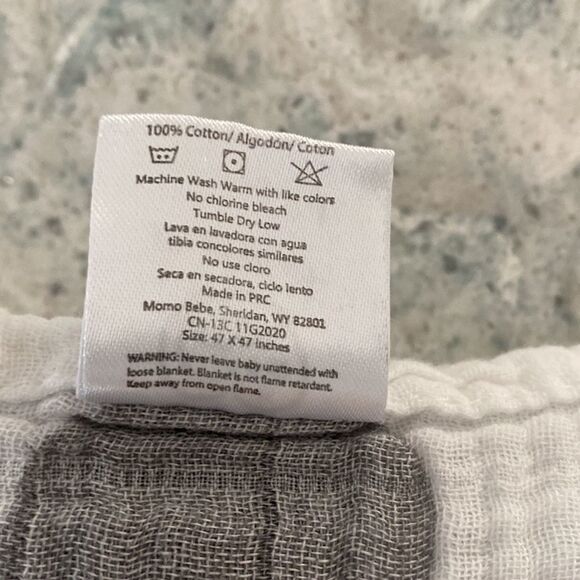 100% Cotton/ Algodón/ Coton
Machine Wash Warm with like colors
No chlorine bleach
Tumble Dry Low
Lava en lavadora con agua
tibia concolores similares
No use cloro
Seca en secadora, ciclo lento
Made in PRC
Momo Bebe, Sheridan, WY 82801
CN-13C 11G2020
Size: 47 X 47 inches
WARNING: Never leave baby unattended with
loose blanket. Blanket is not flame retardant.
Keep away from open flame.